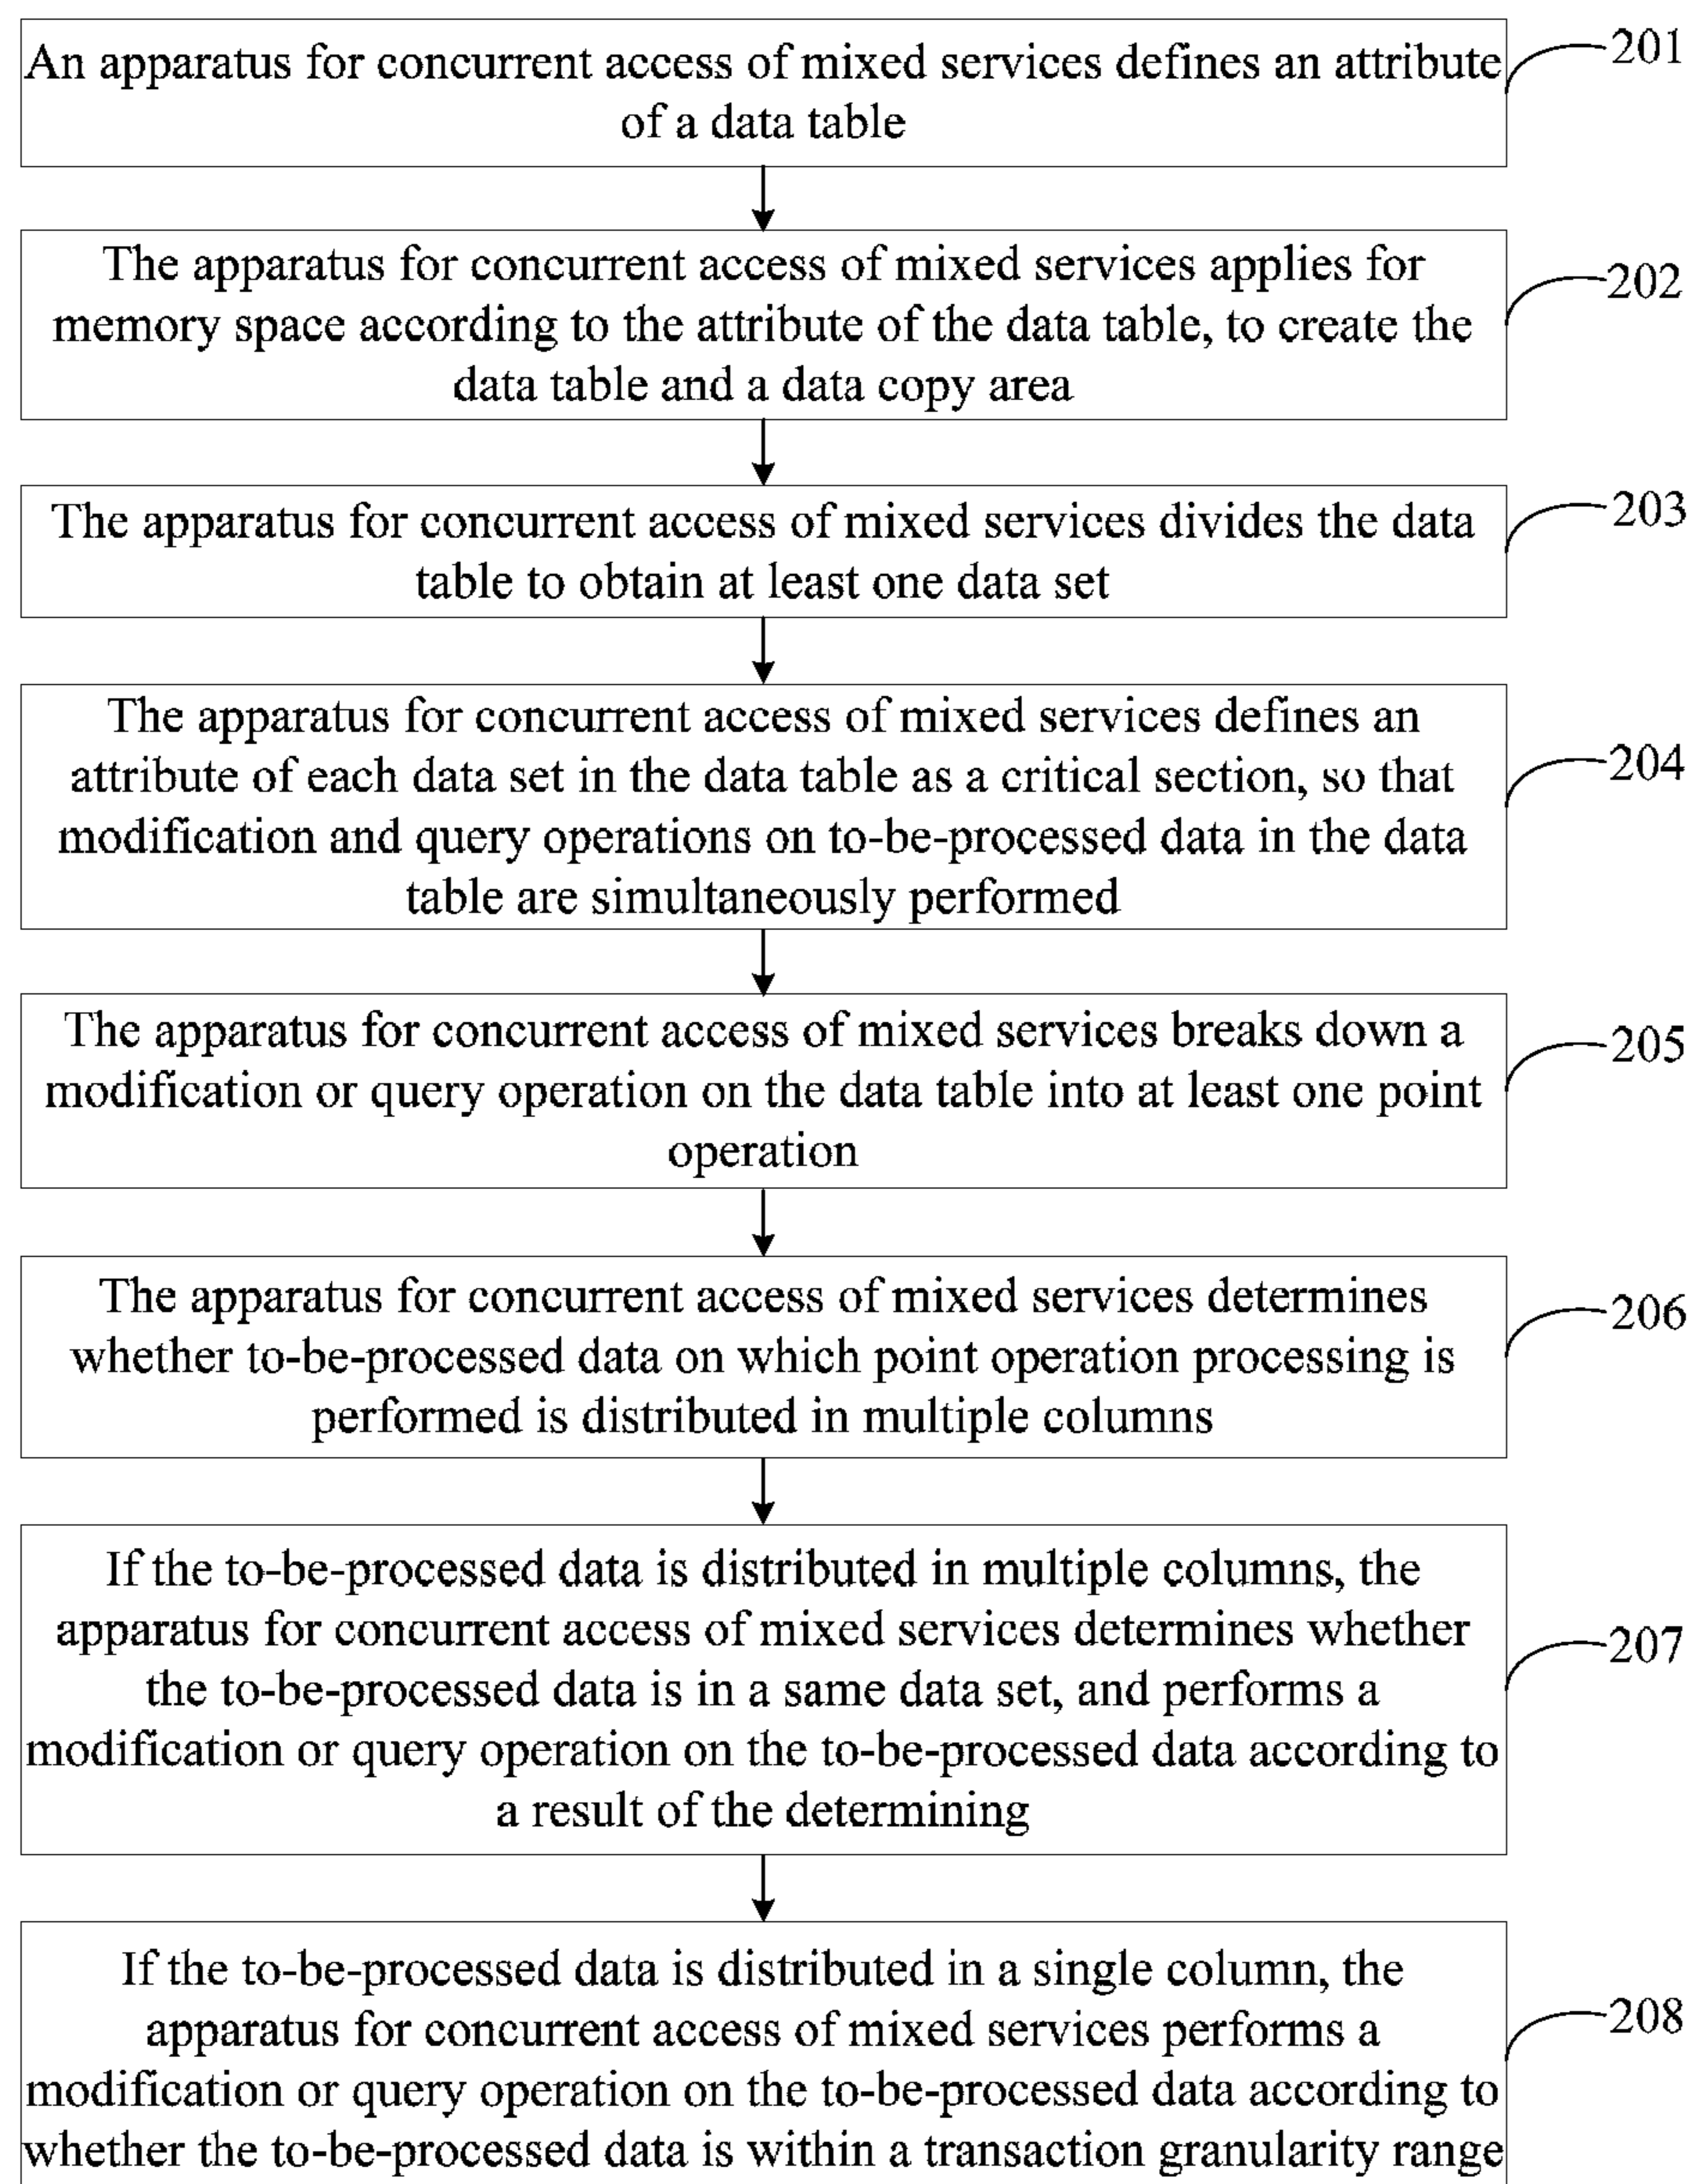 An apparatus for concurrent access of mixed services defines an attribute
of a data table
201
The apparatus for concurrent access of mixed services applies for
memory space according to the attribute of the data table, to create the
data table and a data copy area
202
The apparatus for concurrent access of mixed services divides the data
table to obtain at least one data set
203
The apparatus for concurrent access of mixed services defines an
attribute of each data set in the data table as a critical section, so that
modification and query operations on to-be-processed data in the data
table are simultaneously performed
204
The apparatus for concurrent access of mixed services breaks down a
modification or query operation on the data table into at least one point
operation
205
The apparatus for concurrent access of mixed services determines
whether to-be-processed data on which point operation processing is
performed is distributed in multiple columns
206
If the to-be-processed data is distributed in multiple columns, the
apparatus for concurrent access of mixed services determines whether
the to-be-processed data is in a same data set, and performs a
modification or query operation on the to-be-processed data according to
a result of the determining
207
If the to-be-processed data is distributed in a single column, the
apparatus for concurrent access of mixed services performs a
modification or query operation on the to-be-processed data according to
whether the to-be-processed data is within a transaction granularity range
208